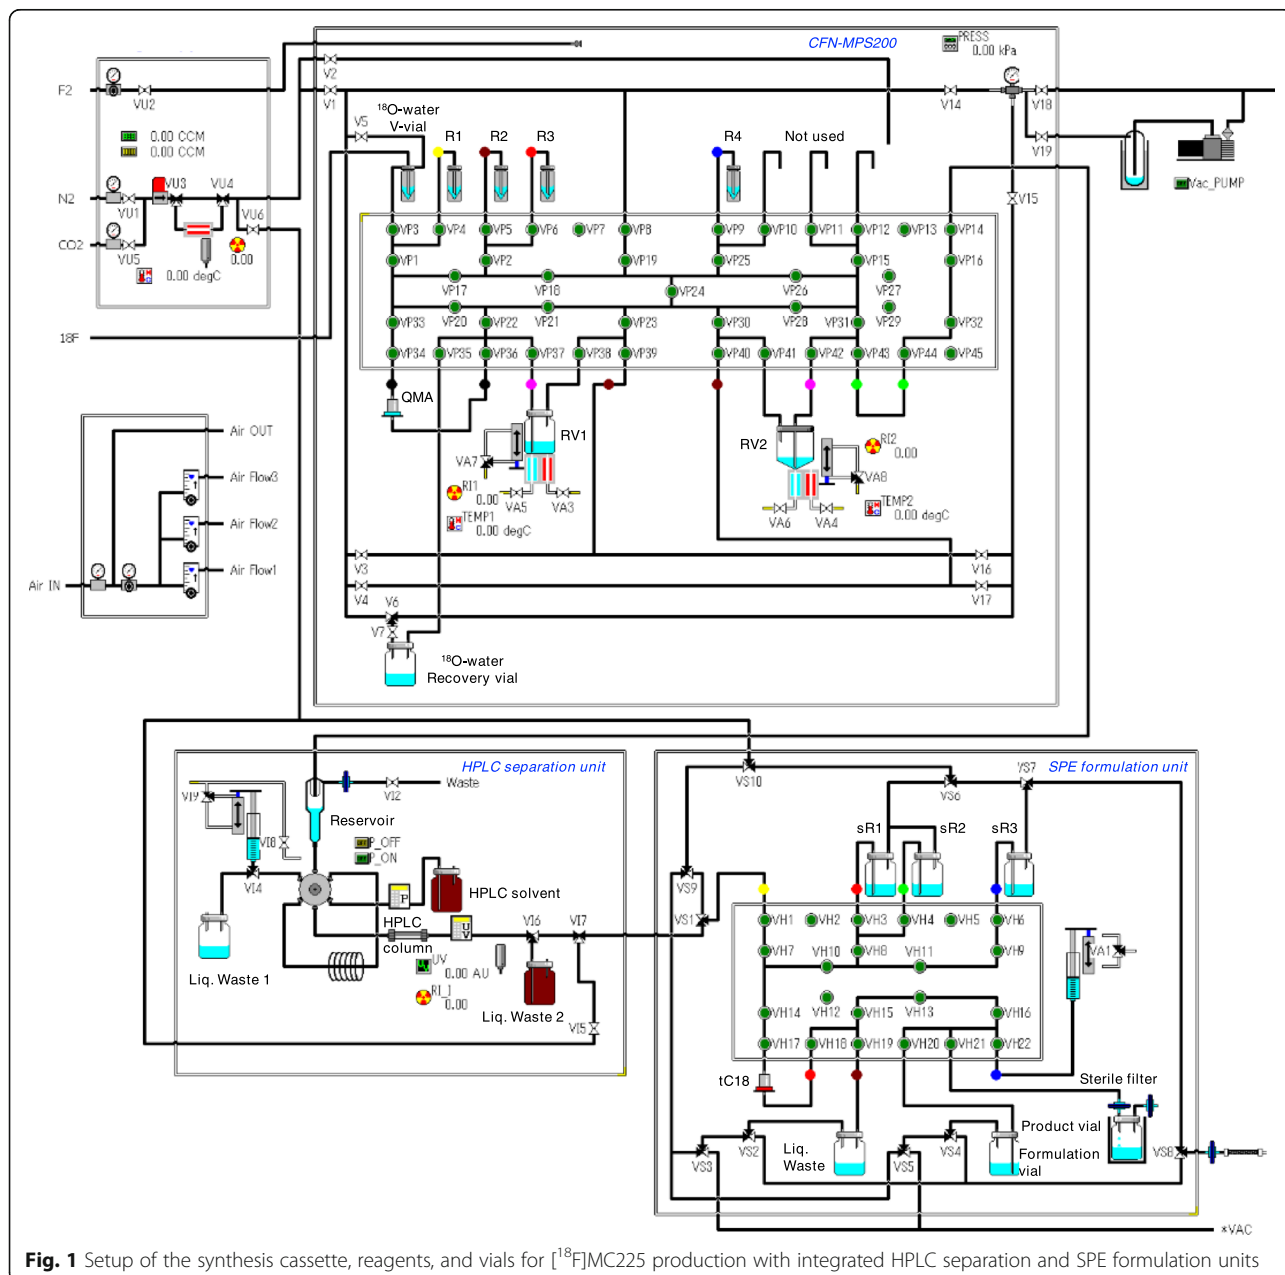 CFN-MPS200
PRESS
0.00 kPa
F2
VU2
V2
V1
V14
V18
V19
18O-water
V-vial
V5
R1
R2
R3
R4
Not used
0.00 CCM
0.00 CCM
Vac_PUMP
N2
VU1
VU3
VU4
VU6
V15
CO2
VU5
0.00 degC
0.00
VP3
VP4
VP5
VP6
VP7
VP8
VP9
VP10
VP11
VP12
VP13
VP14
VP1
VP2
VP19
VP25
VP15
VP16
VP17
VP18
VP24
VP26
VP27
VP20
VP21
VP28
VP29
VP33
VP22
VP23
VP30
VP31
VP32
18F
VP34
VP35
VP36
VP37
VP38
VP39
VP40
VP41
VP42
VP43
VP44
VP45
QMA
RV1
RV2
RI2
0.00
VA7
VA8
RI1
0.00
VA5
VA3
TEMP1
0.00 degC
VA6
VA4
TEMP2
0.00 degC
Air OUT
Air Flow3
Air Flow2
Air Flow1
Air IN
V3
V16
V4
V17
V6
V7
18O-water
Recovery vial
HPLC separation unit
SPE formulation unit
VI9
VI2
Waste
Reservoir
VI8
P_OFF
P_ON
VI4
P
HPLC solvent
HPLC
column
UV
VI6
VI7
UV
0.00 AU
RI_I
0.00
Liq. Waste 1
Liq. Waste 2
VI5
VS10
VS6
VS7
sR1
sR2
sR3
VS9
VS1
VH1
VH2
VH3
VH4
VH5
VH6
VH7
VH10
VH8
VH11
VH9
VA1
VH14
VH12
VH15
VH13
VH16
VH17
VH18
VH19
VH20
VH21
VH22
tC18
Sterile filter
Product vial
VS3
VS2
Liq.
Waste
VS5
VS4
Formulation
vial
VS8
*VAC
Fig. 1 Setup of the synthesis cassette, reagents, and vials for [18F]MC225 production with integrated HPLC separation and SPE formulation units